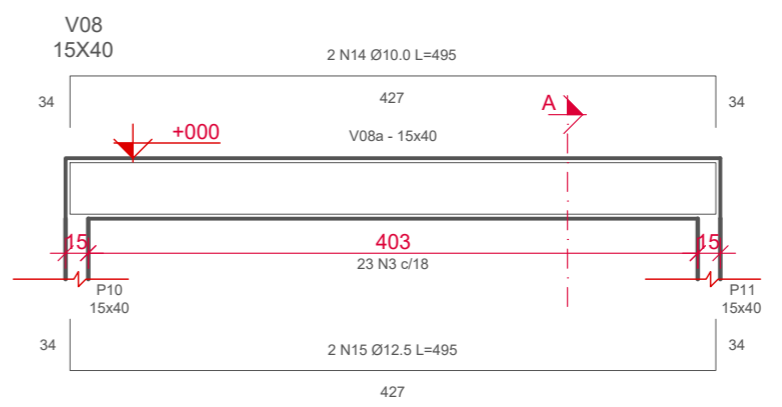 V08
15X40
2 N14 Ø10.0 L=495
34
427
34
A
+000
V08a - 15x40
15
403
15
23 N3 c/18
P10
15x40
P11
15x40
34
2 N15 Ø12.5 L=495
34
427